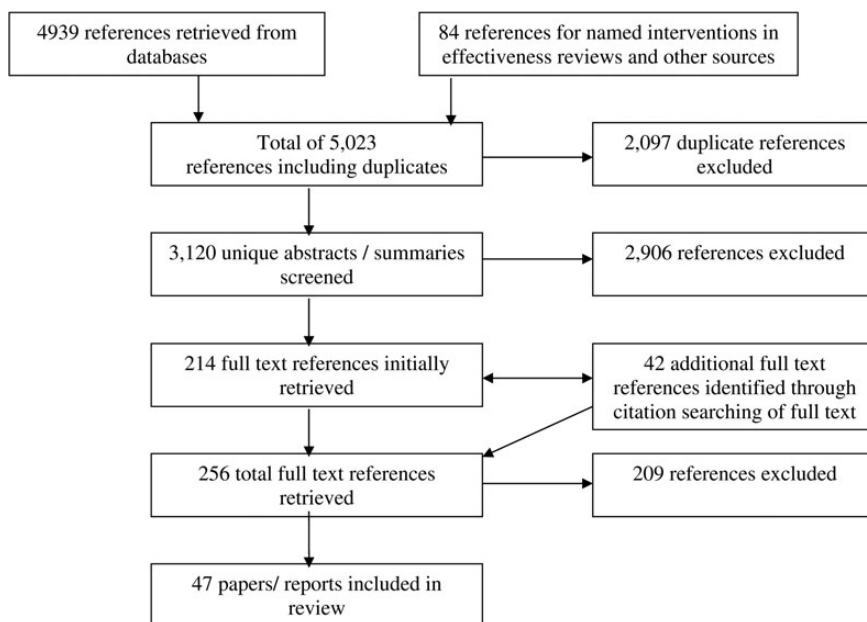 4939 references retrieved from
databases
84 references for named interventions in
effectiveness reviews and other sources
Total of 5,023
references including duplicates
2,097 duplicate references
excluded
3,120 unique abstracts / summaries
screened
2,906 references excluded
214 full text references initially
retrieved
42 additional full text
references identified through
citation searching of full text
256 total full text references
retrieved
209 references excluded
47 papers/ reports included in
review